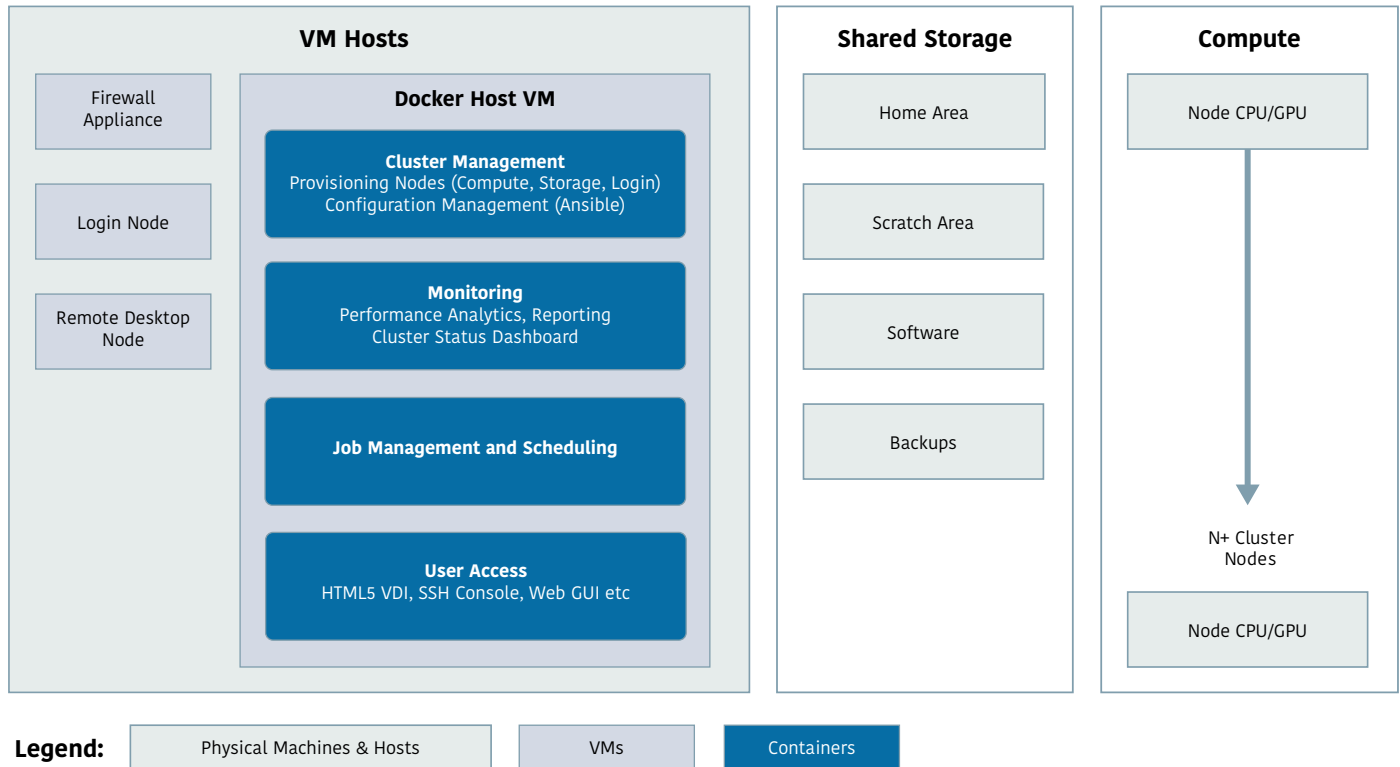 VM Hosts
Firewall
Appliance
Login Node
Remote Desktop
Node
Docker Host VM
Cluster Management
Provisioning Nodes (Compute, Storage, Login)
Configuration Management (Ansible)
Monitoring
Performance Analytics, Reporting
Cluster Status Dashboard
Job Management and Scheduling
User Access
HTML5 VDI, SSH Console, Web GUI etc
Shared Storage
Home Area
Scratch Area
Software
Backups
Compute
Node CPU/GPU
N+ Cluster
Nodes
Node CPU/GPU
Legend:
Physical Machines & Hosts
VMs
Containers